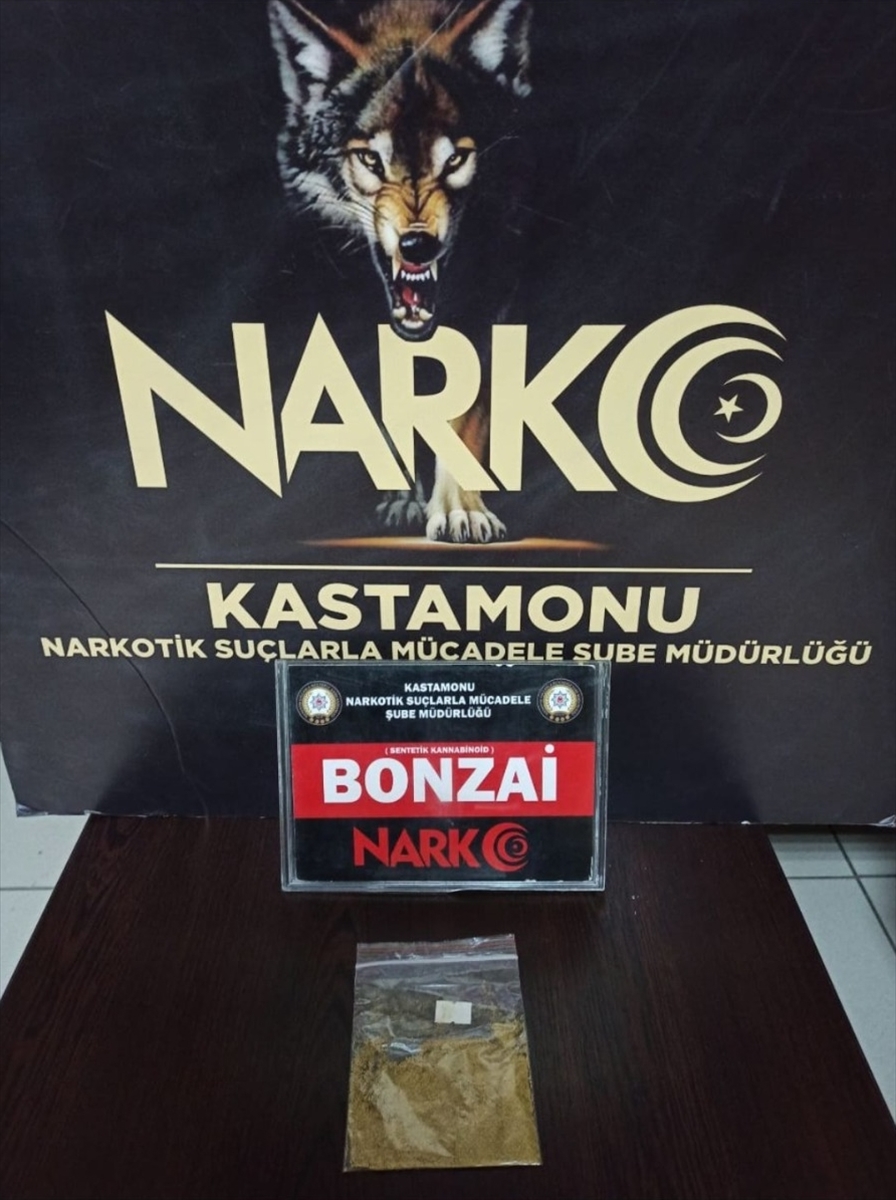 NARKO
KASTAMONU
NARKOTİK SUÇLARLA MÜCADELE ŞUBE MÜDÜRLÜĞÜ
KASTAMONU
NARKOTİK SUÇLARLA MÜCADELE
ŞUBE MÜDÜRLÜĞÜ
( SENTETİK KANNABİNOİD )
BONZAİ
NARKO